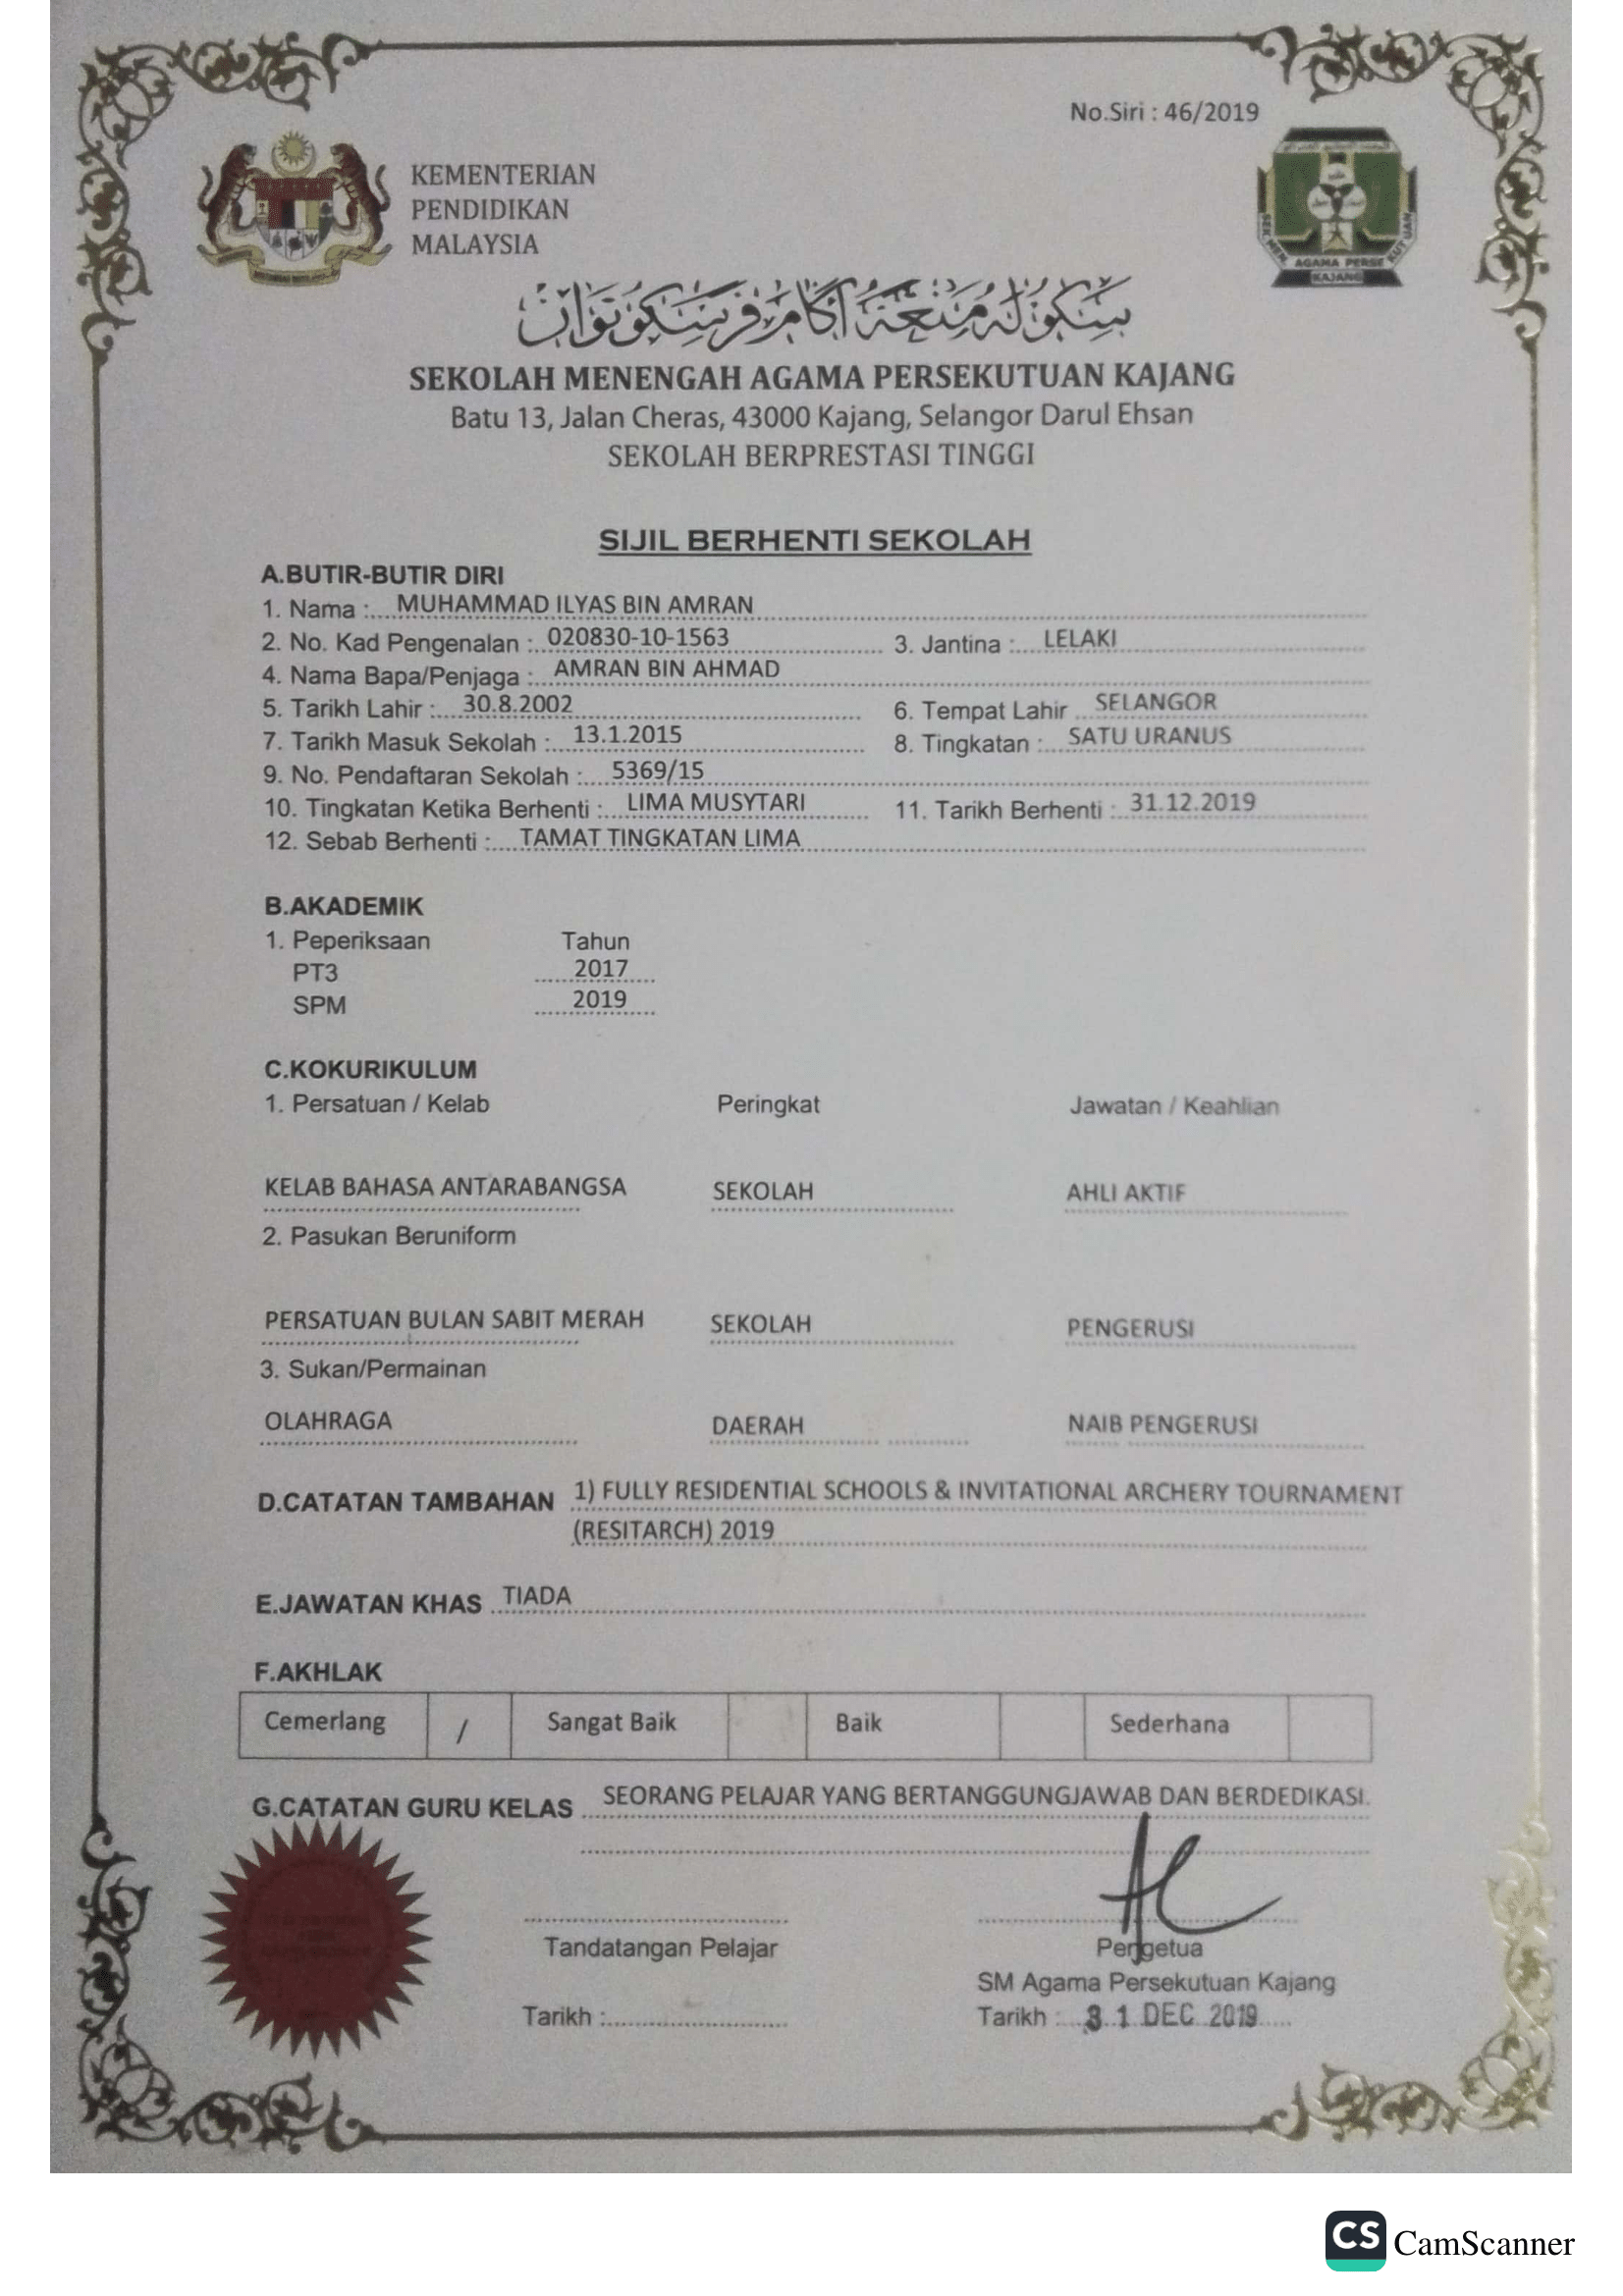 No.Siri : 46/2019
KEMENTERIAN
PENDIDIKAN
MALAYSIA
SEK. MEN. AGAMA PERSEKUTUAN
KAJANG
سكوله منڠه اݢام فرسكوتوان
SEKOLAH MENENGAH AGAMA PERSEKUTUAN KAJANG
Batu 13, Jalan Cheras, 43000 Kajang, Selangor Darul Ehsan
SEKOLAH BERPRESTASI TINGGI
SIJIL BERHENTI SEKOLAH
A.BUTIR-BUTIR DIRI
1. Nama : MUHAMMAD ILYAS BIN AMRAN
2. No. Kad Pengenalan : 020830-10-1563 3. Jantina : LELAKI
4. Nama Bapa/Penjaga : AMRAN BIN AHMAD
5. Tarikh Lahir : 30.8.2002 6. Tempat Lahir SELANGOR
7. Tarikh Masuk Sekolah : 13.1.2015 8. Tingkatan : SATU URANUS
9. No. Pendaftaran Sekolah : 5369/15
10. Tingkatan Ketika Berhenti : LIMA MUSYTARI 11. Tarikh Berhenti : 31.12.2019
12. Sebab Berhenti : TAMAT TINGKATAN LIMA
B.AKADEMIK
1. Peperiksaan Tahun
PT3 2017
SPM 2019
C.KOKURIKULUM
1. Persatuan / Kelab Peringkat Jawatan / Keahlian
KELAB BAHASA ANTARABANGSA SEKOLAH AHLI AKTIF
2. Pasukan Beruniform
PERSATUAN BULAN SABIT MERAH SEKOLAH PENGERUSI
3. Sukan/Permainan
OLAHRAGA DAERAH NAIB PENGERUSI
D.CATATAN TAMBAHAN 1) FULLY RESIDENTIAL SCHOOLS & INVITATIONAL ARCHERY TOURNAMENT
(RESITARCH) 2019
E.JAWATAN KHAS TIADA
F.AKHLAK
Cemerlang / Sangat Baik Baik Sederhana
G.CATATAN GURU KELAS SEORANG PELAJAR YANG BERTANGGUNGJAWAB DAN BERDEDIKASI.
Tandatangan Pelajar Pengetua
SM Agama Persekutuan Kajang
Tarikh : Tarikh : 31 DEC 2019
CS CamScanner